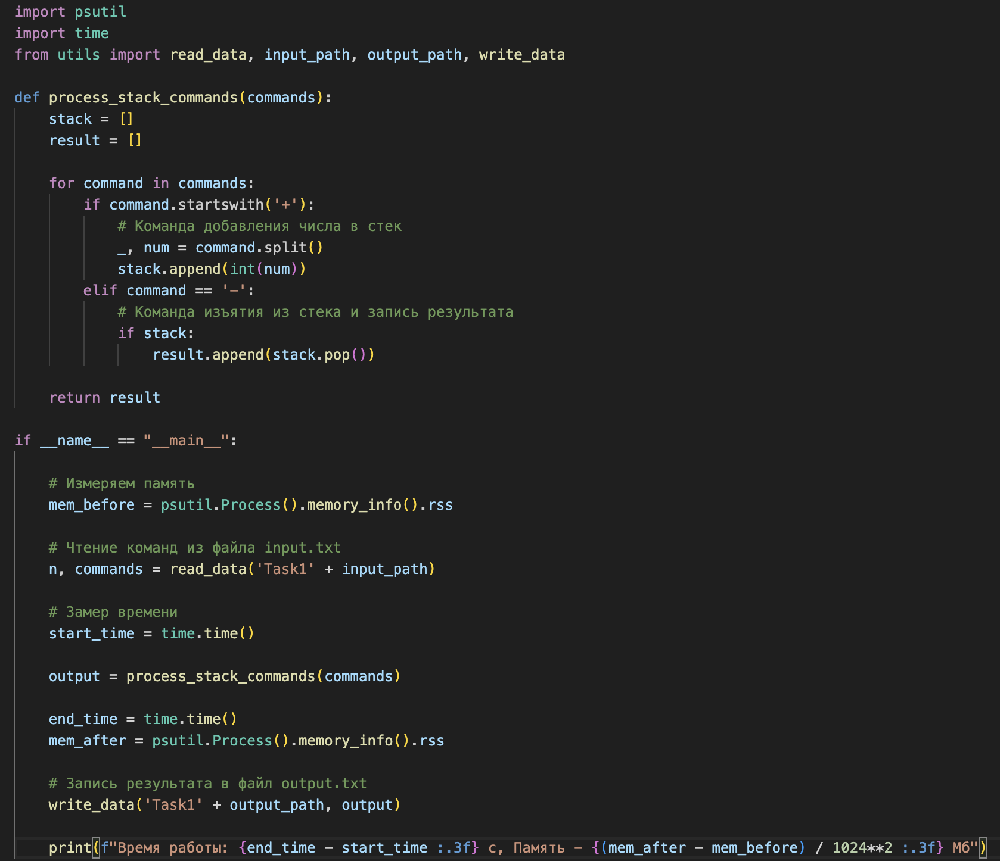 import psutil
import time
from utils import read_data, input_path, output_path, write_data
def process_stack_commands(commands):
    stack = []
    result = []
    for command in commands:
        if command.startswith('+'):
            # Команда добавления числа в стек
            _, num = command.split()
            stack.append(int(num))
        elif command == '-':
            # Команда изъятия из стека и запись результата
            if stack:
                result.append(stack.pop())
    return result
if __name__ == "__main__":
    # Измеряем память
    mem_before = psutil.Process().memory_info().rss
    # Чтение команд из файла input.txt
    n, commands = read_data('Task1' + input_path)
    # Замер времени
    start_time = time.time()
    output = process_stack_commands(commands)
    end_time = time.time()
    mem_after = psutil.Process().memory_info().rss
    # Запись результата в файл output.txt
    write_data('Task1' + output_path, output)
    print(f"Время работы: {end_time - start_time :.3f} с, Память - {(mem_after - mem_before) / 1024**2 :.3f} Мб")